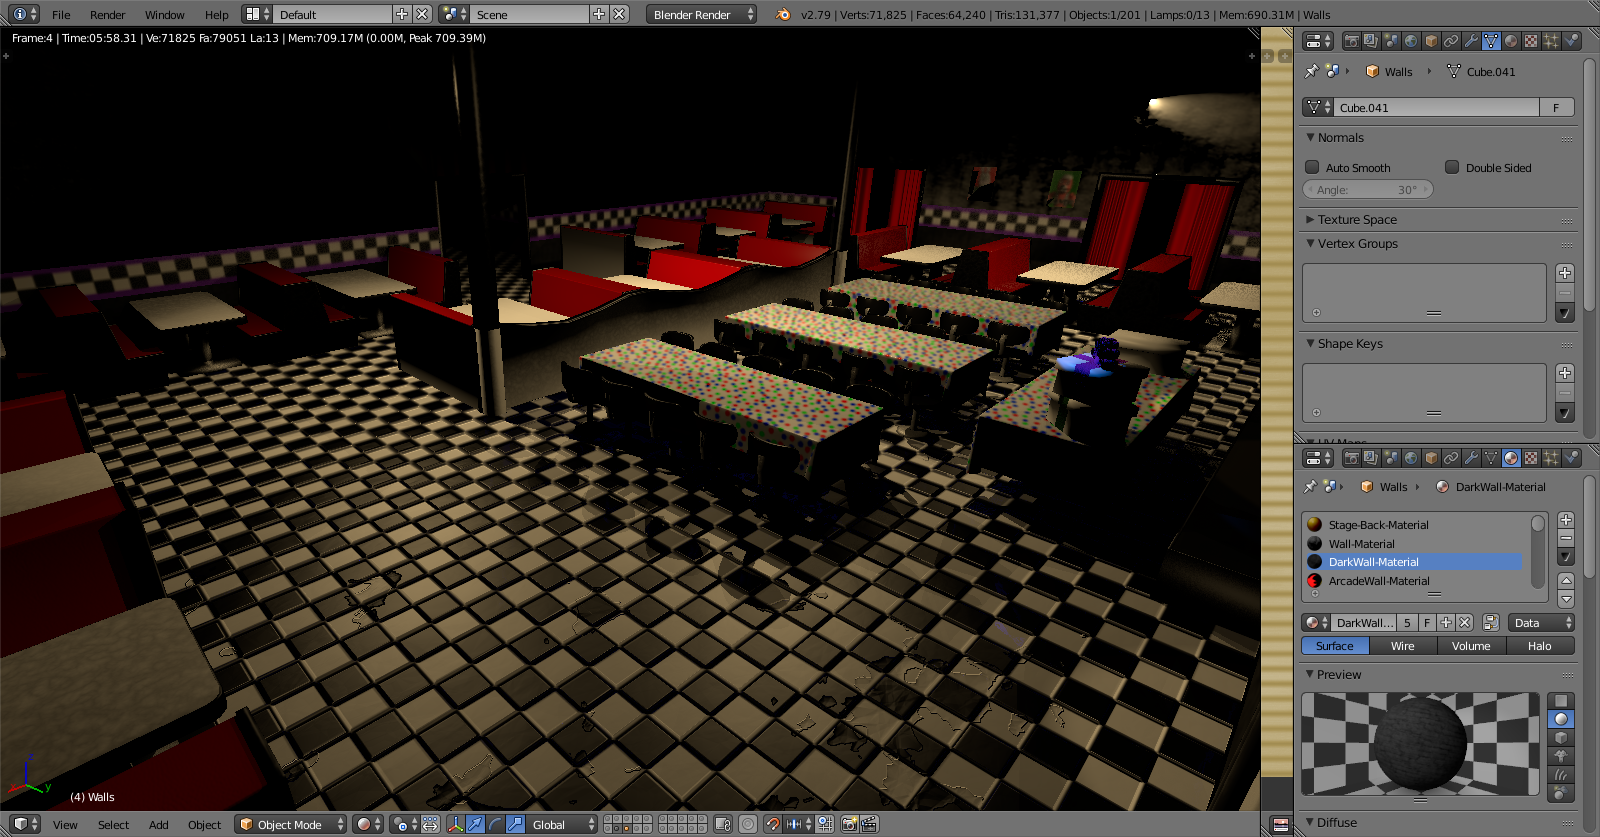 File Render Window Help Default Scene Blender Render v2.79 | Verts:71,825 | Faces:64,240 | Tris:131,377 | Objects:1/201 | Lamps:0/13 | Mem:690.31M | Walls
Frame:4 | Time:05:58.31 | Ve:71825 Fa:79051 La:13 | Mem:709.17M (0.00M, Peak 709.39M)
Walls Cube.041
Cube.041 F
Normals
Auto Smooth Double Sided
Angle: 30°
Texture Space
Vertex Groups
Shape Keys
UV Maps
Walls DarkWall-Material
Stage-Back-Material
Wall-Material
DarkWall-Material
ArcadeWall-Material
DarkWall... 5 F Data
Surface Wire Volume Halo
Preview
Diffuse
z
x y
(4) Walls
View Select Add Object Object Mode Global